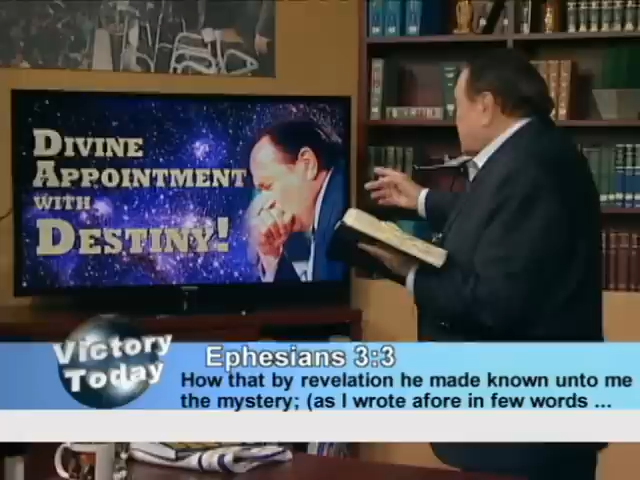 DIVINE
APPOINTMENT
WITH
DESTINY!
Victory
Today
Ephesians 3:3
How that by revelation he made known unto me
the mystery; (as I wrote afore in few words ...